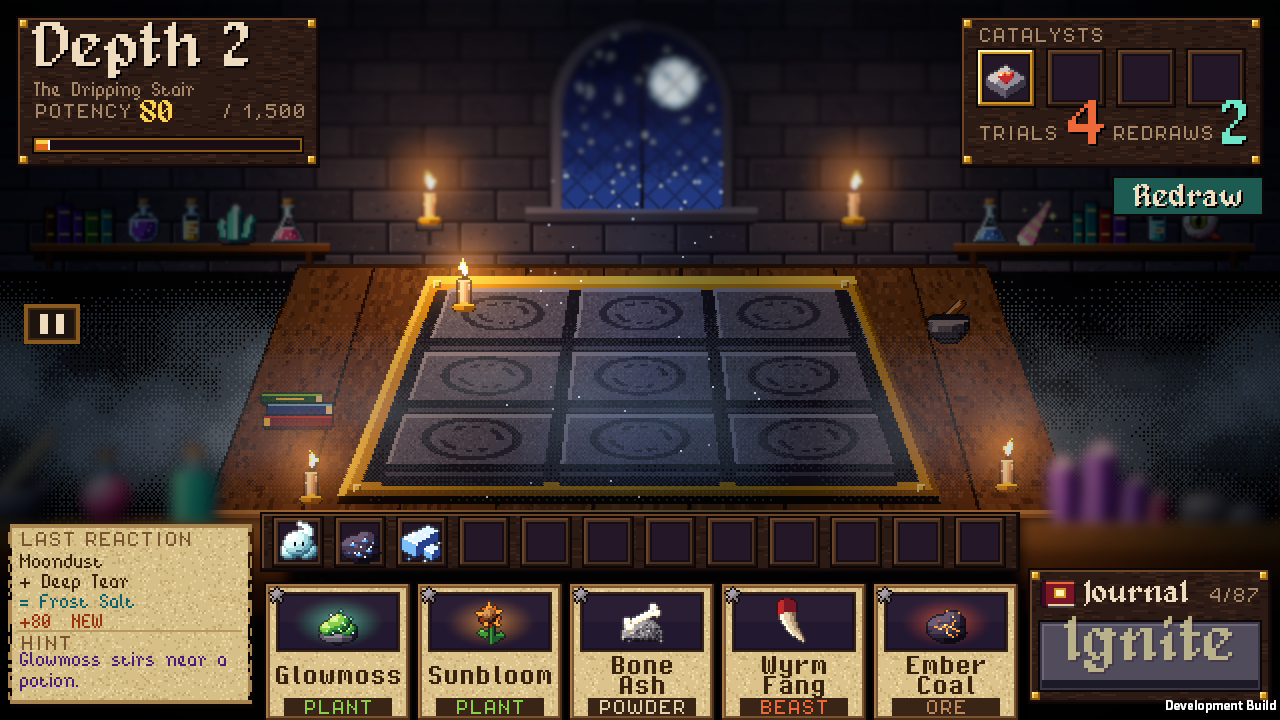 Depth 2
The Dripping Stair
POTENCY 80 / 1,500
CATALYSTS
TRIALS 4 REDRAWS 2
Redraw
LAST REACTION
Moondust
+ Deep Tear
= Frost Salt
+80 NEW
HINT
Glowmoss stirs near a
potion.
Glowmoss
PLANT
Sunbloom
PLANT
Bone
Ash
POWDER
Wyrm
Fang
BEAST
Ember
Coal
ORE
Journal 4/87
Ignite
Development Build